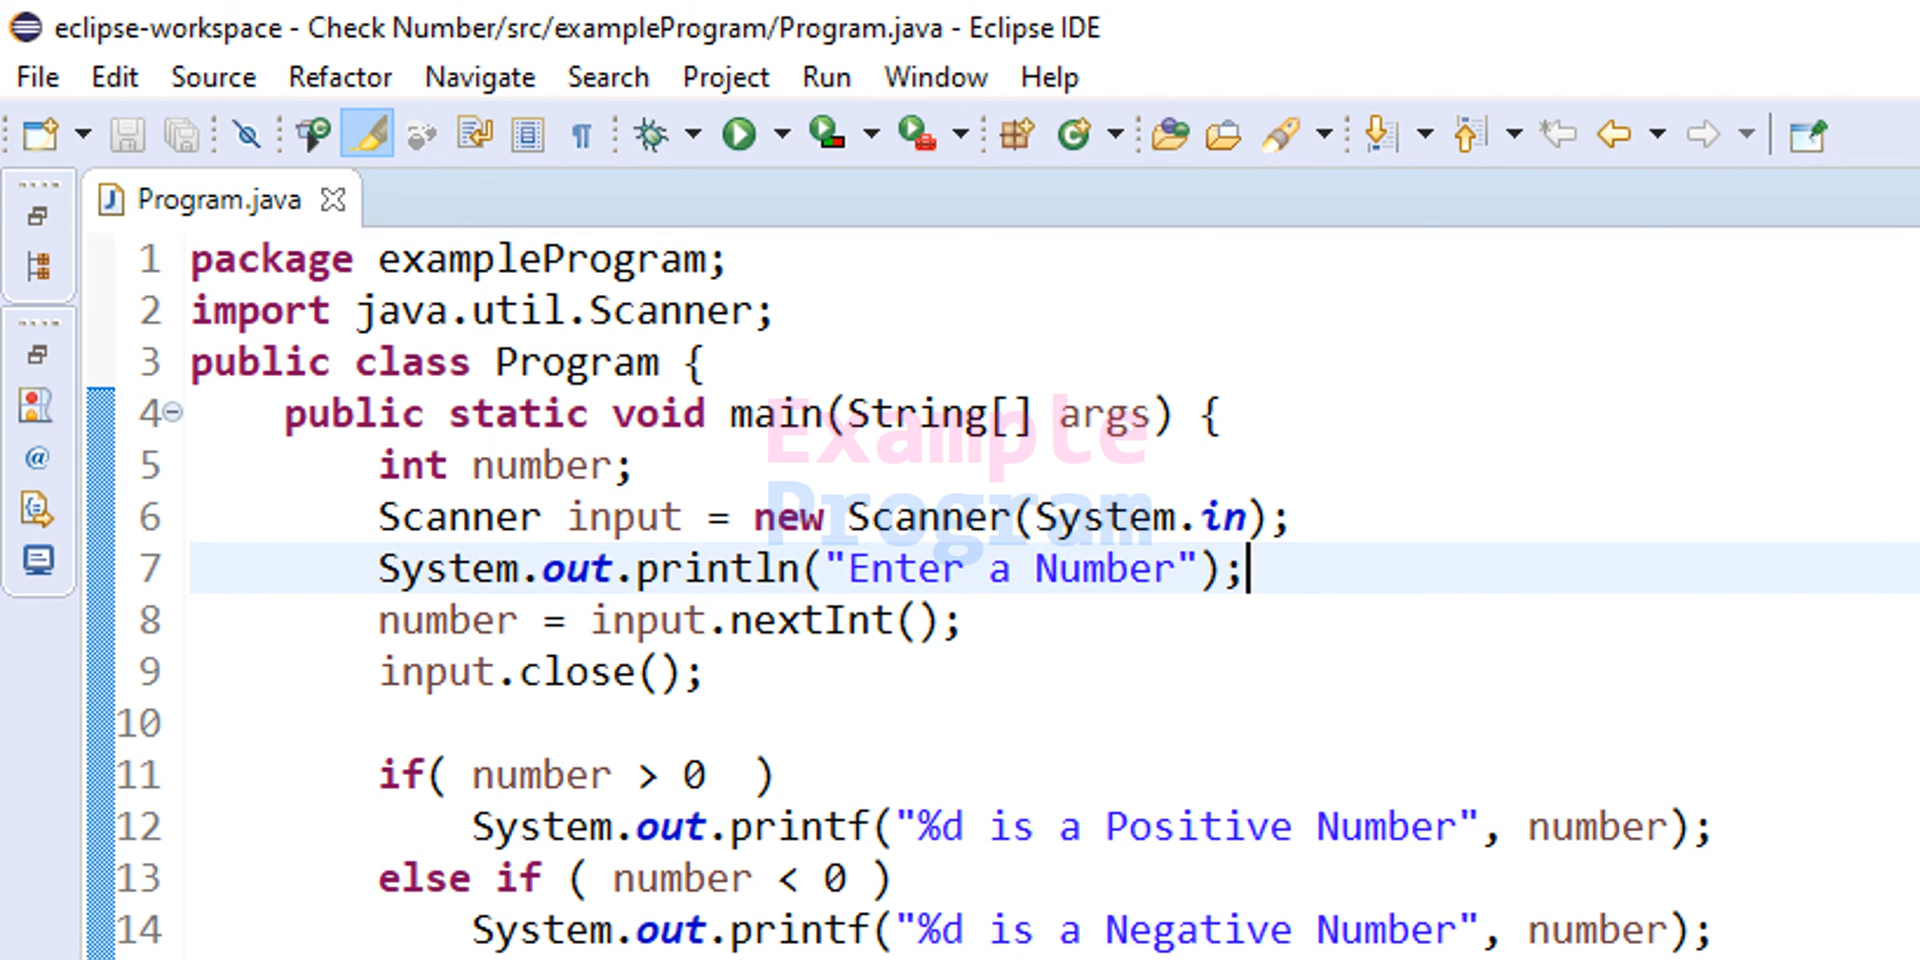 eclipse-workspace - Check Number/src/exampleProgram/Program.java - Eclipse IDE
File Edit Source Refactor Navigate Search Project Run Window Help
Program.java
1 package exampleProgram;
2 import java.util.Scanner;
3 public class Program {
4 public static void main(String[] args) {
5 int number;
6 Scanner input = new Scanner(System.in);
7 System.out.println("Enter a Number");
8 number = input.nextInt();
9 input.close();
10
11 if( number > 0  )
12 System.out.printf("%d is a Positive Number", number);
13 else if ( number < 0 )
14 System.out.printf("%d is a Negative Number", number);
Example
Program